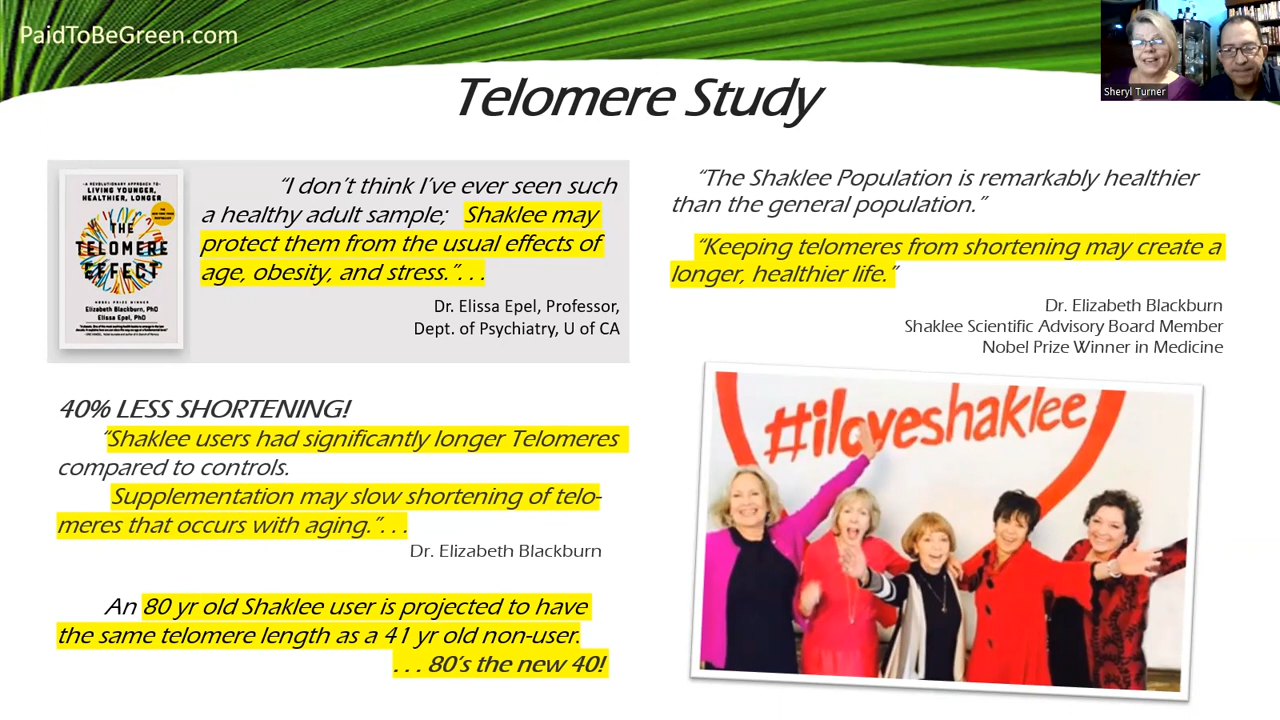 PaidToBeGreen.com
Sheryl Turner
Telomere Study
A REVOLUTIONARY APPROACH TO
LIVING YOUNGER,
HEALTHIER, LONGER
THE
TELOMERE
EFFECT
NOBEL PRIZE WINNER
Elizabeth Blackburn, PhD
Elissa Epel, PhD
“I don’t think I’ve ever seen such
a healthy adult sample; Shaklee may
protect them from the usual effects of
age, obesity, and stress.”. . .
Dr. Elissa Epel, Professor,
Dept. of Psychiatry, U of CA
40% LESS SHORTENING!
“Shaklee users had significantly longer Telomeres
compared to controls.
Supplementation may slow shortening of telo-
meres that occurs with aging.”. . .
Dr. Elizabeth Blackburn
An 80 yr old Shaklee user is projected to have
the same telomere length as a 41 yr old non-user.
. . . 80’s the new 40!
“The Shaklee Population is remarkably healthier
than the general population.”
“Keeping telomeres from shortening may create a
longer, healthier life.”
Dr. Elizabeth Blackburn
Shaklee Scientific Advisory Board Member
Nobel Prize Winner in Medicine
#iloveshaklee